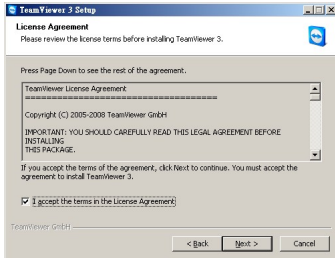 TeamViewer 3 Setup
License Agreement
Please review the license terms before installing TeamViewer 3.
Press Page Down to see the rest of the agreement.
TeamViewer License Agreement
======================================
Copyright (C) 2005-2008 TeamViewer GmbH
IMPORTANT: YOU SHOULD CAREFULLY READ THIS LEGAL AGREEMENT BEFORE
INSTALLING
THIS PACKAGE.
If you accept the terms of the agreement, click Next to continue. You must accept the
agreement to install TeamViewer 3.
I accept the terms in the License Agreement
TeamViewer GmbH
< Back Next > Cancel